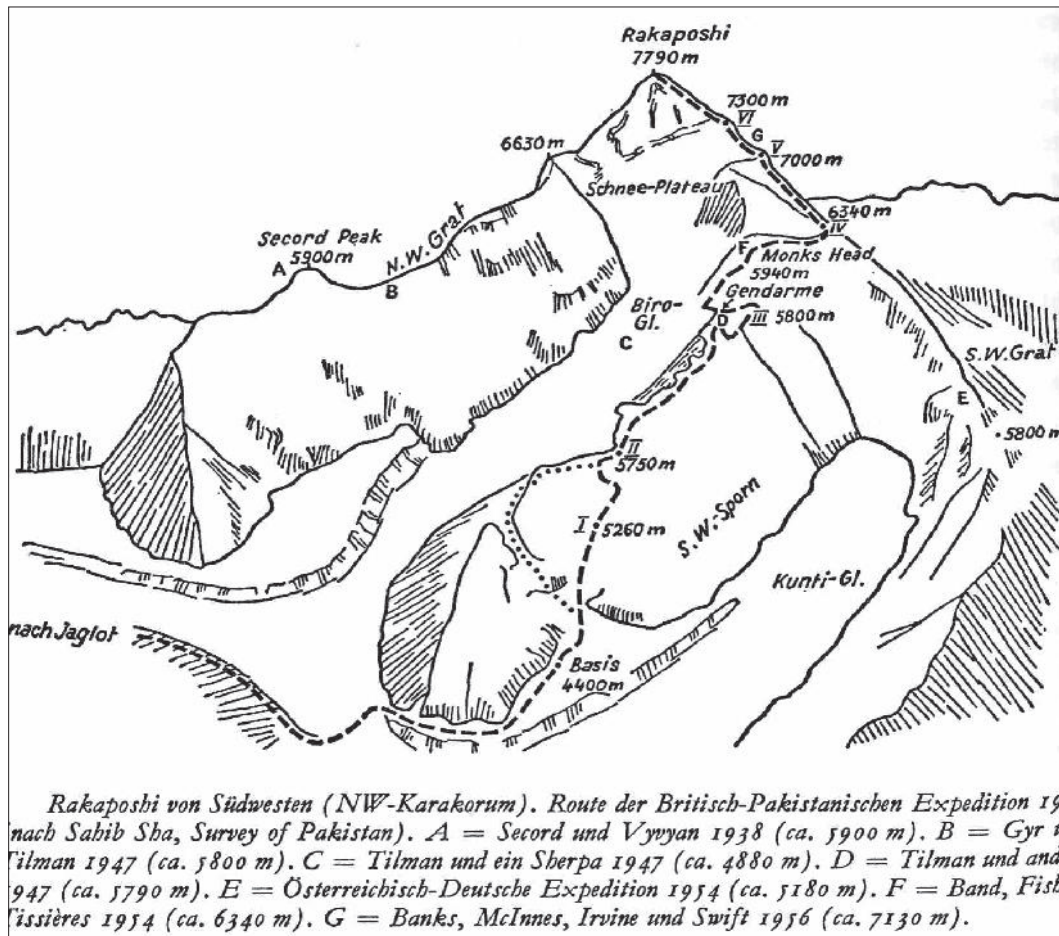 Rakaposhi
7790 m
7300 m
VI
G
V
7000 m
6630 m
Schnee-Plateau
6340 m
IV
Second Peak
5900 m
A
N.W. Grat
B
F
Monks Head
5940 m
Gendarme
D
III 5800 m
Biro-
Gl.
C
S.W. Grat
E
5800 m
II
5750 m
I 5260 m
S.W.-Sporn
Kunti-Gl.
nach Jaglot
Basis
4400 m
Rakaposhi von Südwesten (NW-Karakorum). Route der Britisch-Pakistanischen Expedition
(nach Sahib Sha, Survey of Pakistan). A = Secord und Vyvyan 1938 (ca. 5900 m). B = Gyr
Tilman 1947 (ca. 5800 m). C = Tilman und ein Sherpa 1947 (ca. 4880 m). D = Tilman und
1947 (ca. 5790 m). E = Österreichisch-Deutsche Expedition 1954 (ca. 5180 m). F = Band,
Tissières 1954 (ca. 6340 m). G = Banks, McInnes, Irvine und Swift 1956 (ca. 7130 m).